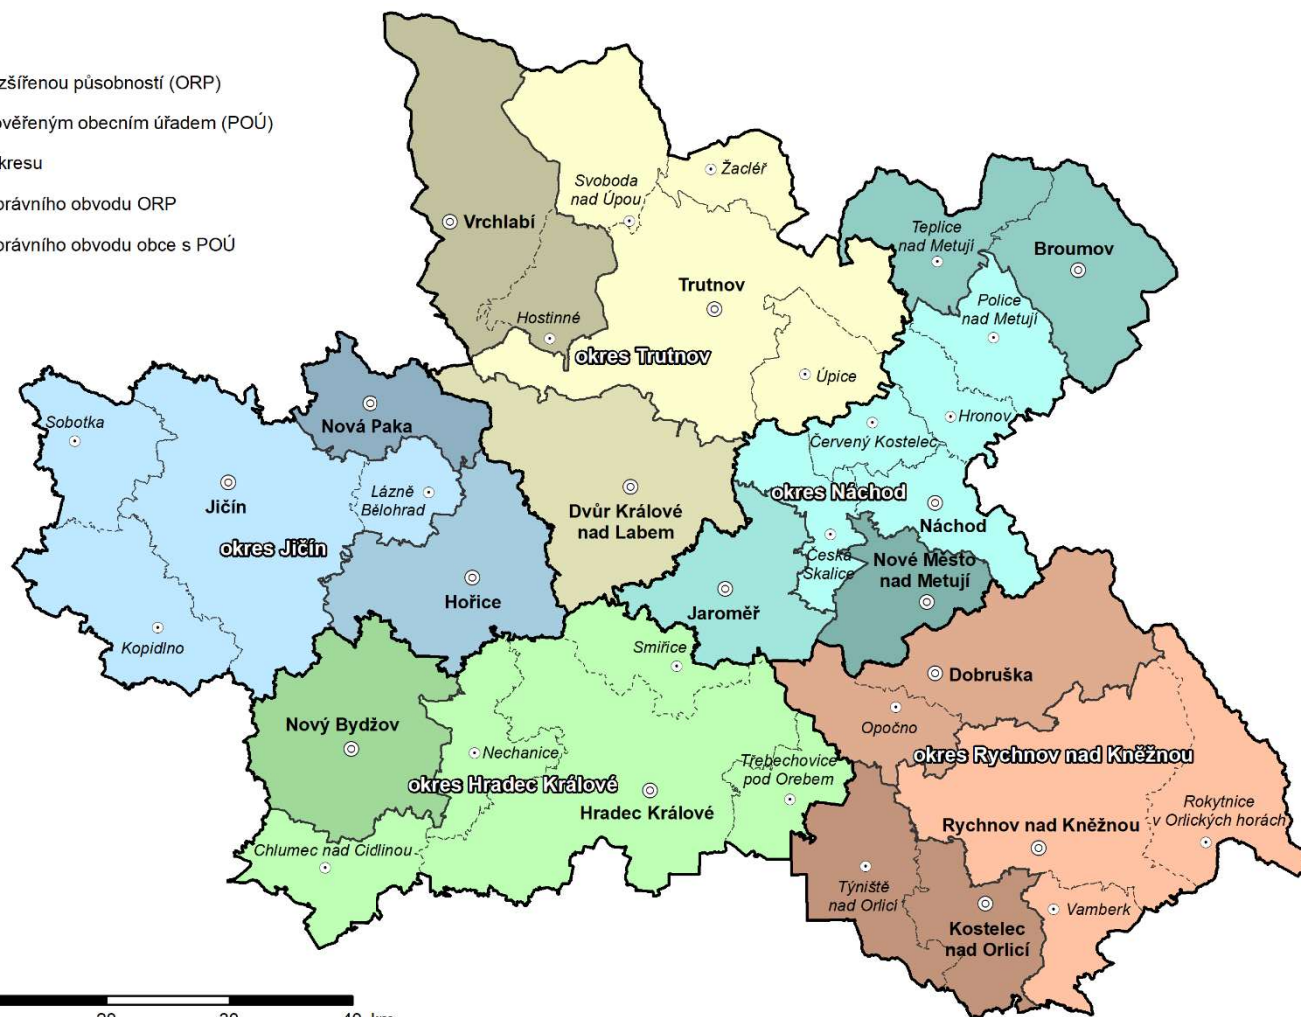 zšířenou působností (ORP)
ověřeným obecním úřadem (POÚ)
kresu
právního obvodu ORP
právního obvodu obce s POÚ
Žacléř
Svoboda
nad Úpou
Vrchlabí
Teplice
nad Metují
Broumov
Trutnov
Police
nad Metují
Hostinné
okres Trutnov
Úpice
Sobotka
Nová Paka
Hronov
Červený Kostelec
Lázně
Bělohrad
Jičín
okres Jičín
Dvůr Králové
nad Labem
okres Náchod
Náchod
Česká
Skalice
Nové Město
nad Metují
Hořice
Jaroměř
Kopidlno
Smiřice
Dobruška
Nový Bydžov
Opočno
Nechanice
okres Hradec Králové
Třebechovice
pod Orebem
okres Rychnov nad Kněžnou
Hradec Králové
Rychnov nad Kněžnou
Rokytnice
v Orlických horách
Chlumec nad Cidlinou
Týniště
nad Orlicí
Vamberk
Kostelec
nad Orlicí
km